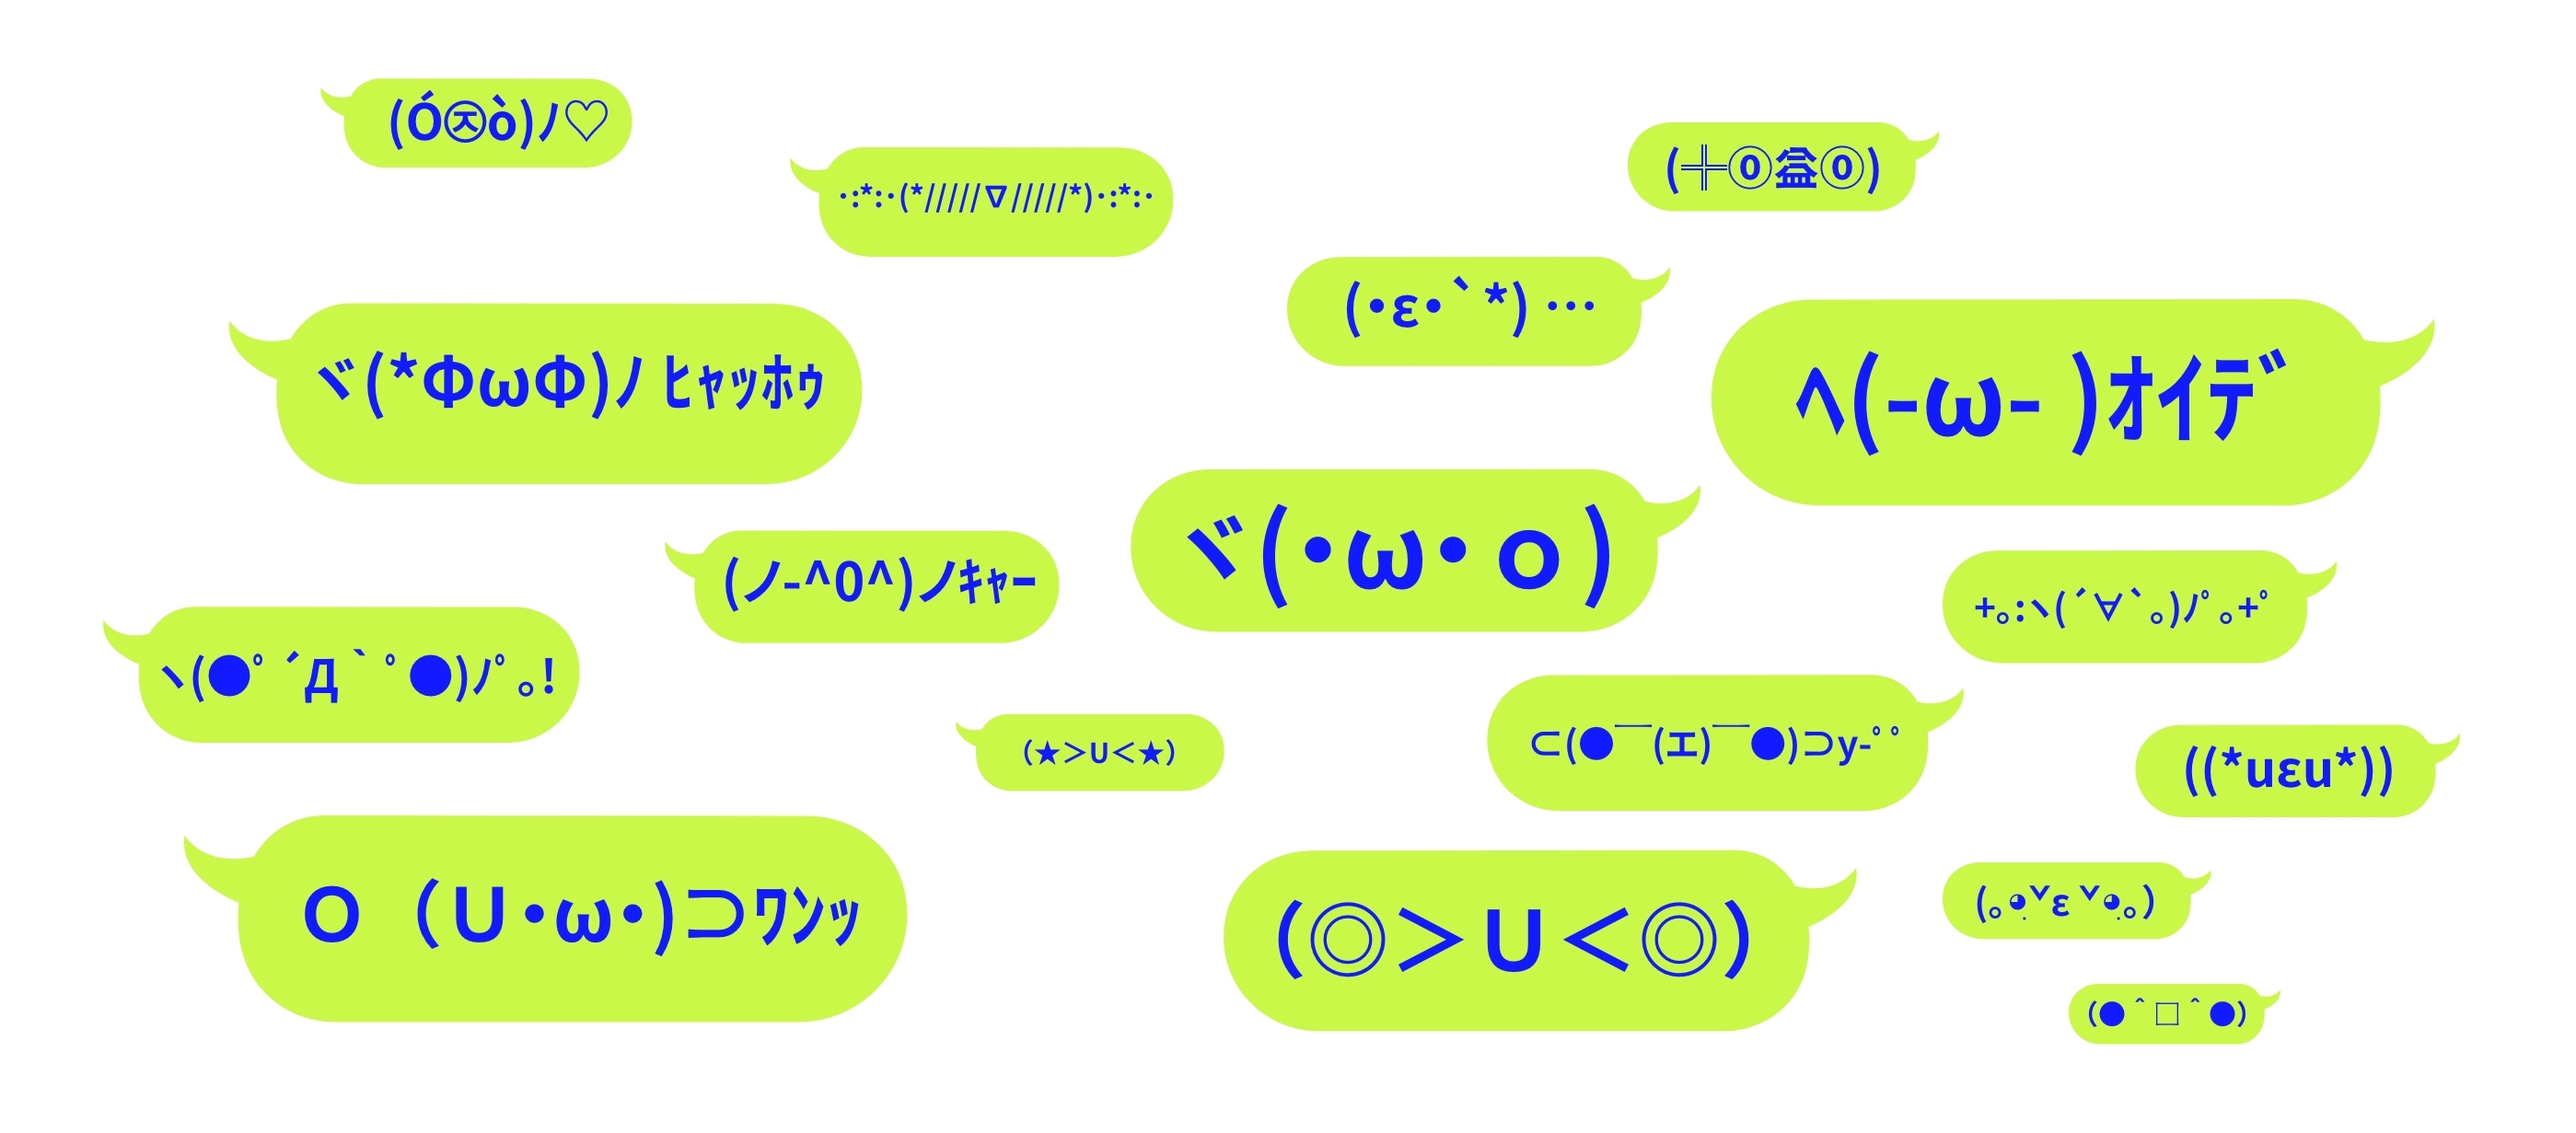 (Ó㉨ò)ﾉ♡
･:*:･(*/////∇/////*)･:*:･
(╬⓪益⓪)
(･ε･`*) …
ヾ(*ΦωΦ)ﾉ ﾋｬｯﾎｩ
ﾍ(-ω- )ｵｲﾃﾞ
ヾ(･ω･ｏ)
(ノ-^0^)ノｷｬｰ
+｡:ヽ(´∀`｡)ﾉﾟ｡+ﾟ
ヽ(●ﾟ´Д｀ﾟ●)ﾉﾟ｡!
(★＞U＜★)
⊂(●￣(ｴ)￣●)⊃y-ﾟﾟ
((*uεu*))
Ｏ（Ｕ･ω･)⊃ﾜﾝｯ
(◎＞Ｕ＜◎)
(｡◕ˇε ˇ◕｡)
(●＾□＾●)